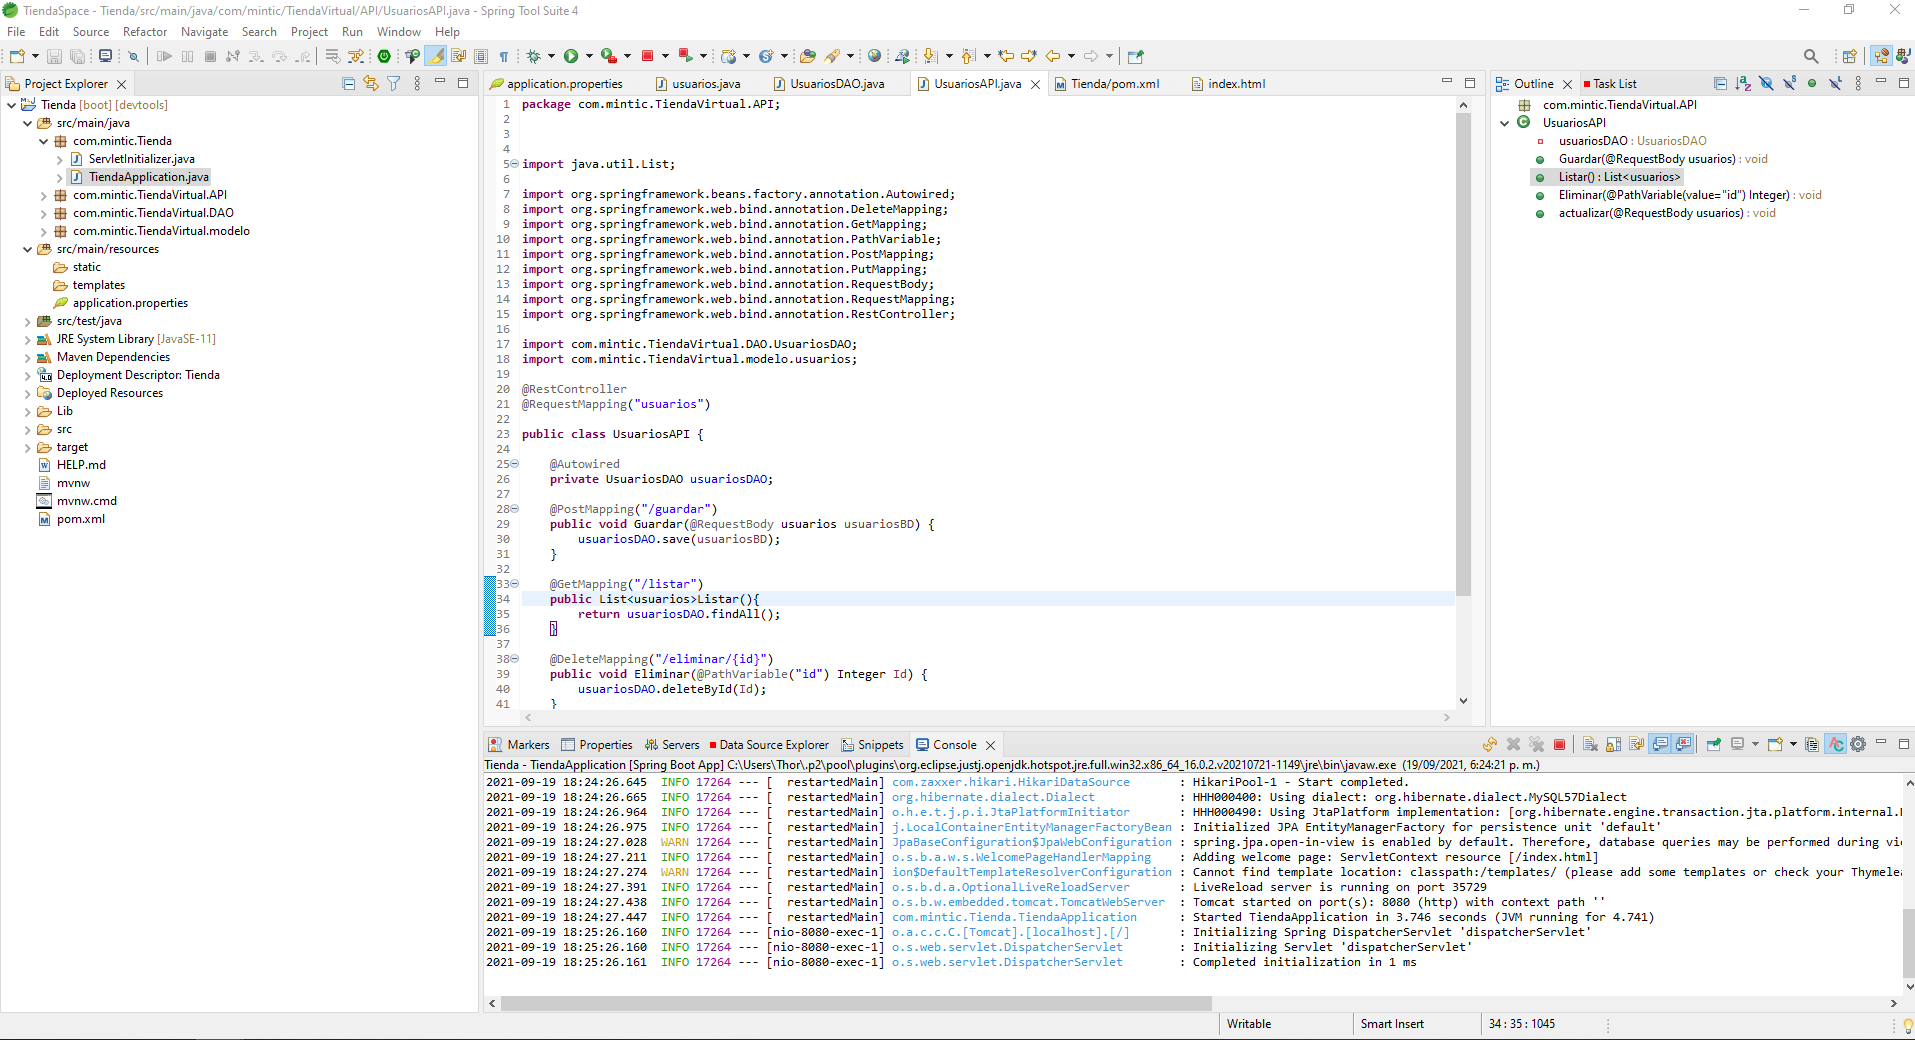 TiendaSpace - Tienda/src/main/java/com/mintic/TiendaVirtual/API/UsuariosAPI.java - Spring Tool Suite 4
File Edit Source Refactor Navigate Search Project Run Window Help
Project Explorer
Tienda [boot] [devtools]
src/main/java
com.mintic.Tienda
ServletInitializer.java
TiendaApplication.java
com.mintic.TiendaVirtual.API
com.mintic.TiendaVirtual.DAO
com.mintic.TiendaVirtual.modelo
src/main/resources
static
templates
application.properties
src/test/java
JRE System Library [JavaSE-11]
Maven Dependencies
Deployment Descriptor: Tienda
Deployed Resources
Lib
src
target
HELP.md
mvnw
mvnw.cmd
pom.xml
application.properties usuarios.java UsuariosDAO.java UsuariosAPI.java Tienda/pom.xml index.html
1 package com.mintic.TiendaVirtual.API;
2
3
4
5 import java.util.List;
6
7 import org.springframework.beans.factory.annotation.Autowired;
8 import org.springframework.web.bind.annotation.DeleteMapping;
9 import org.springframework.web.bind.annotation.GetMapping;
10 import org.springframework.web.bind.annotation.PathVariable;
11 import org.springframework.web.bind.annotation.PostMapping;
12 import org.springframework.web.bind.annotation.PutMapping;
13 import org.springframework.web.bind.annotation.RequestBody;
14 import org.springframework.web.bind.annotation.RequestMapping;
15 import org.springframework.web.bind.annotation.RestController;
16
17 import com.mintic.TiendaVirtual.DAO.UsuariosDAO;
18 import com.mintic.TiendaVirtual.modelo.usuarios;
19
20 @RestController
21 @RequestMapping("usuarios")
22
23 public class UsuariosAPI {
24
25 @Autowired
26 private UsuariosDAO usuariosDAO;
27
28 @PostMapping("/guardar")
29 public void Guardar(@RequestBody usuarios usuariosBD) {
30 usuariosDAO.save(usuariosBD);
31 }
32
33 @GetMapping("/listar")
34 public List<usuarios>Listar(){
35 return usuariosDAO.findAll();
36 }
37
38 @DeleteMapping("/eliminar/{id}")
39 public void Eliminar(@PathVariable("id") Integer Id) {
40 usuariosDAO.deleteById(Id);
41 }
Outline Task List
com.mintic.TiendaVirtual.API
UsuariosAPI
usuariosDAO : UsuariosDAO
Guardar(@RequestBody usuarios) : void
Listar() : List<usuarios>
Eliminar(@PathVariable(value="id") Integer) : void
actualizar(@RequestBody usuarios) : void
Markers Properties Servers Data Source Explorer Snippets Console
Tienda - TiendaApplication [Spring Boot App] C:\Users\Thor\.p2\pool\plugins\org.eclipse.justj.openjdk.hotspot.jre.full.win32.x86_64_16.0.2.v20210721-1149\jre\bin\javaw.exe (19/09/2021, 6:24:21 p. m.)
2021-09-19 18:24:26.645 INFO 17264 --- [ restartedMain] com.zaxxer.hikari.HikariDataSource : HikariPool-1 - Start completed.
2021-09-19 18:24:26.665 INFO 17264 --- [ restartedMain] org.hibernate.dialect.Dialect : HHH000400: Using dialect: org.hibernate.dialect.MySQL57Dialect
2021-09-19 18:24:26.964 INFO 17264 --- [ restartedMain] o.h.e.t.j.p.i.JtaPlatformInitiator : HHH000490: Using JtaPlatform implementation: [org.hibernate.engine.transaction.jta.platform.internal.
2021-09-19 18:24:26.975 INFO 17264 --- [ restartedMain] j.LocalContainerEntityManagerFactoryBean : Initialized JPA EntityManagerFactory for persistence unit 'default'
2021-09-19 18:24:27.028 WARN 17264 --- [ restartedMain] JpaBaseConfiguration$JpaWebConfiguration : spring.jpa.open-in-view is enabled by default. Therefore, database queries may be performed during vi
2021-09-19 18:24:27.211 INFO 17264 --- [ restartedMain] o.s.b.a.w.s.WelcomePageHandlerMapping : Adding welcome page: ServletContext resource [/index.html]
2021-09-19 18:24:27.274 WARN 17264 --- [ restartedMain] ion$DefaultTemplateResolverConfiguration : Cannot find template location: classpath:/templates/ (please add some templates or check your Thymelea
2021-09-19 18:24:27.391 INFO 17264 --- [ restartedMain] o.s.b.d.a.OptionalLiveReloadServer : LiveReload server is running on port 35729
2021-09-19 18:24:27.438 INFO 17264 --- [ restartedMain] o.s.b.w.embedded.tomcat.TomcatWebServer : Tomcat started on port(s): 8080 (http) with context path ''
2021-09-19 18:24:27.447 INFO 17264 --- [ restartedMain] com.mintic.Tienda.TiendaApplication : Started TiendaApplication in 3.746 seconds (JVM running for 4.741)
2021-09-19 18:25:26.160 INFO 17264 --- [nio-8080-exec-1] o.a.c.c.C.[Tomcat].[localhost].[/] : Initializing Spring DispatcherServlet 'dispatcherServlet'
2021-09-19 18:25:26.160 INFO 17264 --- [nio-8080-exec-1] o.s.web.servlet.DispatcherServlet : Initializing Servlet 'dispatcherServlet'
2021-09-19 18:25:26.161 INFO 17264 --- [nio-8080-exec-1] o.s.web.servlet.DispatcherServlet : Completed initialization in 1 ms
Writable Smart Insert 34 : 35 : 1045